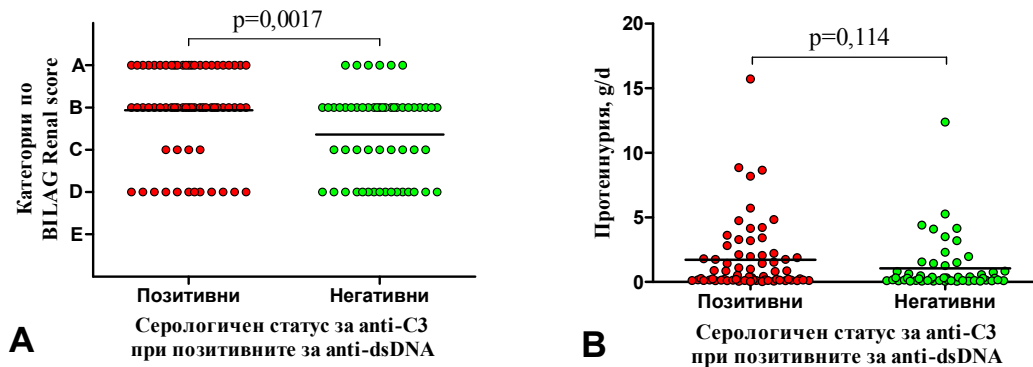 p=0,0017
Категории по
BILAG Renal score
A
B
C
D
E
Позитивни
Негативни
Серологичен статус за anti-C3
при позитивните за anti-dsDNA
A
p=0,114
Протеинурия, g/d
20
15
10
5
0
Позитивни
Негативни
Серологичен статус за anti-C3
при позитивните за anti-dsDNA
B